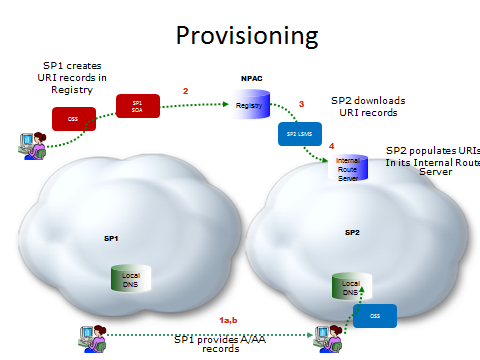 Provisioning
SP1 creates
URI records in
Registry
OSS
SP1
SOA
2
NPAC
Registry
3
SP2 downloads
URI records
SP2 LSMS
4
Internal
Route
Server
SP2 populates URIs
In its Internal Route
Server
SP1
SP2
Local
DNS
Local
DNS
OSS
1a,b
SP1 provides A/AA
records